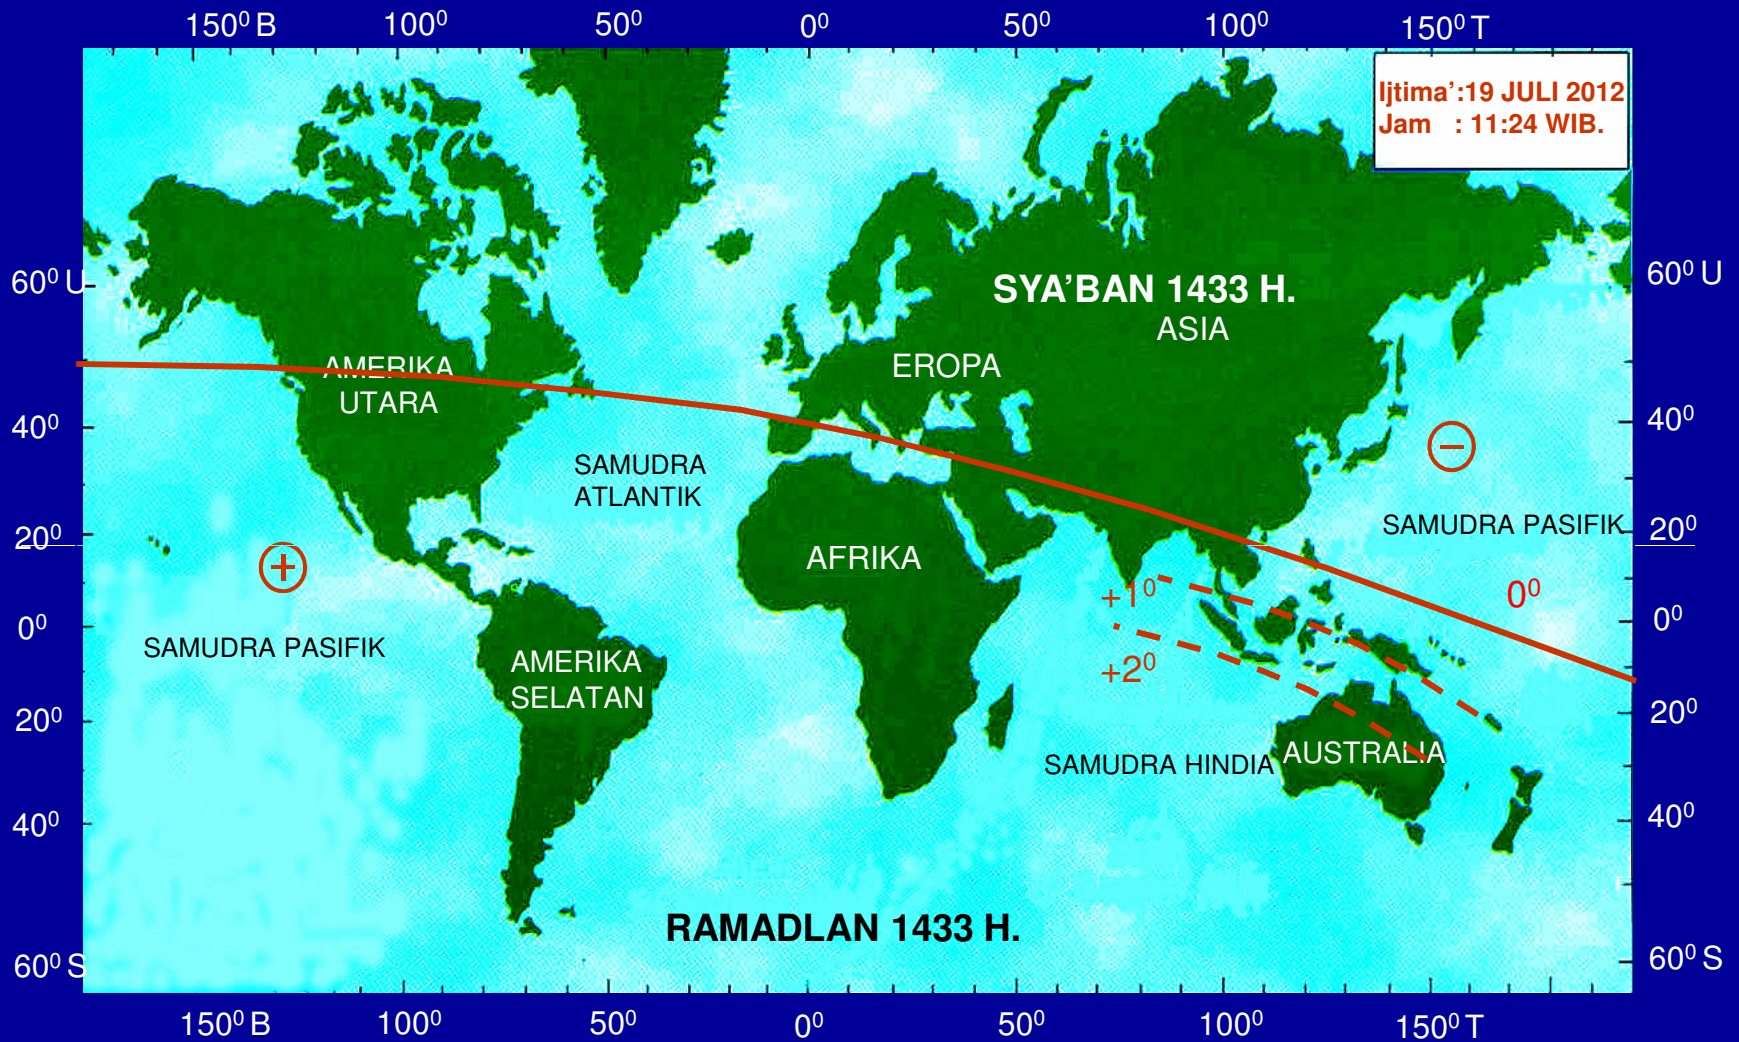 150⁰ B 100⁰ 50⁰ 0⁰ 50⁰ 100⁰ 150⁰ T
Ijtima’:19 JULI 2012
Jam : 11:24 WIB.
60⁰ U
60⁰ U
SYA’BAN 1433 H.
ASIA
AMERIKA
UTARA
EROPA
40⁰
40⁰
SAMUDRA
ATLANTIK
−
SAMUDRA PASIFIK
20⁰
20⁰
AFRIKA
+
+1⁰
0⁰
0⁰
0⁰
SAMUDRA PASIFIK
AMERIKA
SELATAN
+2⁰
20⁰
20⁰
SAMUDRA HINDIA
AUSTRALIA
40⁰
40⁰
RAMADLAN 1433 H.
60⁰ S
60⁰ S
150⁰ B 100⁰ 50⁰ 0⁰ 50⁰ 100⁰ 150⁰ T